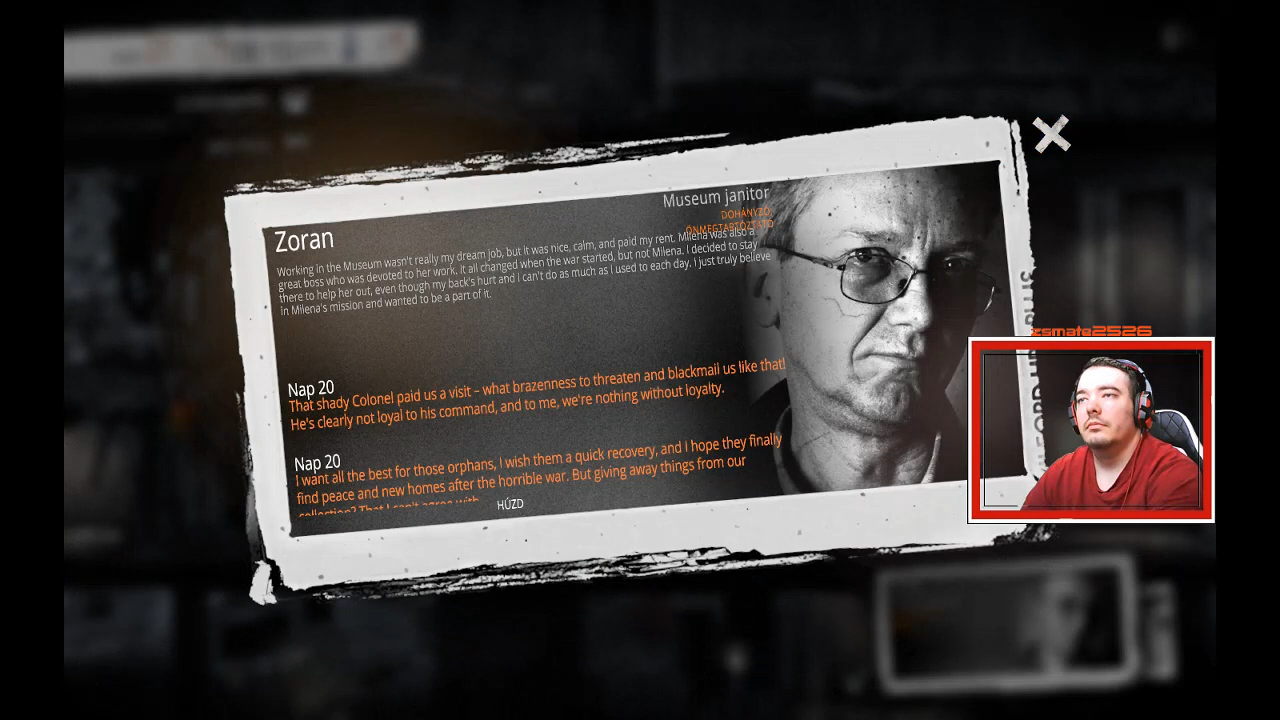 Museum janitor
DOHÁNYZÓ,
ÖNMEGTARTÓZTATÓ
Zoran
Working in the Museum wasn't really my dream job, but it was nice, calm, and paid my rent. Milena was also a
great boss who was devoted to her work. It all changed when the war started, but not Milena. I decided to stay
there to help her out, even though my back's hurt and I can't do as much as I used to each day. I just truly believe
in Milena's mission and wanted to be a part of it.
Nap 20
That shady Colonel paid us a visit – what brazenness to threaten and blackmail us like that!
He's clearly not loyal to his command, and to me, we're nothing without loyalty.
Nap 20
I want all the best for those orphans, I wish them a quick recovery, and I hope they finally
find peace and new homes after the horrible war. But giving away things from our
collection? That I can't agree with
HÚZD
zsmate2526